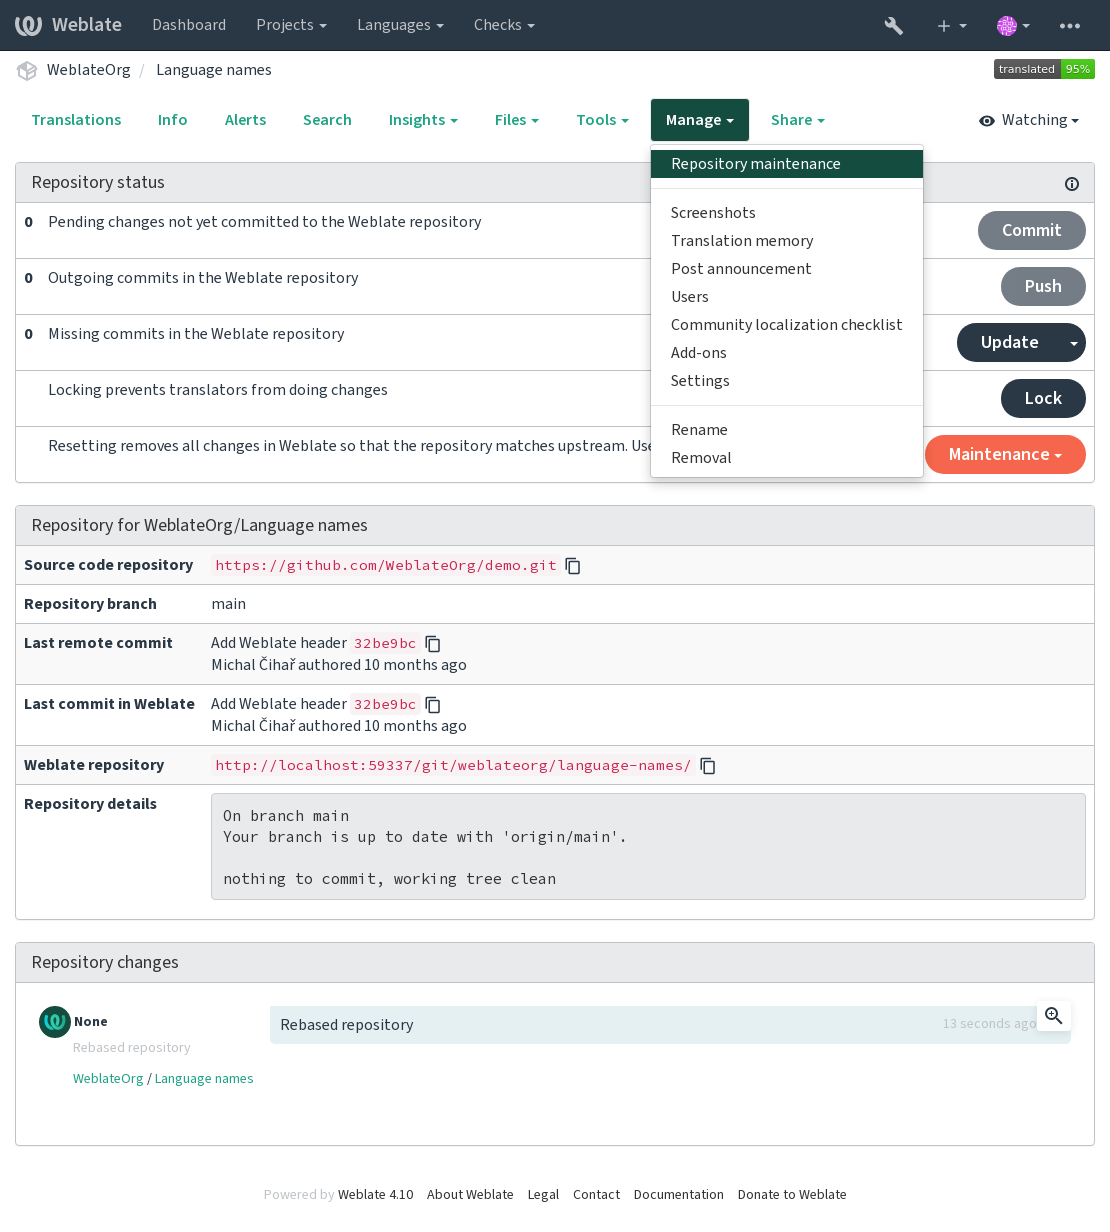 Weblate Dashboard Projects Languages Checks
WeblateOrg / Language names
translated 95%
Translations Info Alerts Search Insights Files Tools Manage Share Watching
Repository maintenance
Screenshots
Translation memory
Post announcement
Users
Community localization checklist
Add-ons
Settings
Rename
Removal
Repository status
0 Pending changes not yet committed to the Weblate repository Commit
0 Outgoing commits in the Weblate repository Push
0 Missing commits in the Weblate repository Update
Locking prevents translators from doing changes Lock
Resetting removes all changes in Weblate so that the repository matches upstream. Use Maintenance
Repository for WeblateOrg/Language names
Source code repository https://github.com/WeblateOrg/demo.git
Repository branch main
Last remote commit Add Weblate header 32be9bc
Michal Čihař authored 10 months ago
Last commit in Weblate Add Weblate header 32be9bc
Michal Čihař authored 10 months ago
Weblate repository http://localhost:59337/git/weblateorg/language-names/
Repository details On branch main
Your branch is up to date with 'origin/main'.
nothing to commit, working tree clean
Repository changes
None
Rebased repository
WeblateOrg / Language names
Rebased repository 13 seconds ago
Powered by Weblate 4.10 About Weblate Legal Contact Documentation Donate to Weblate